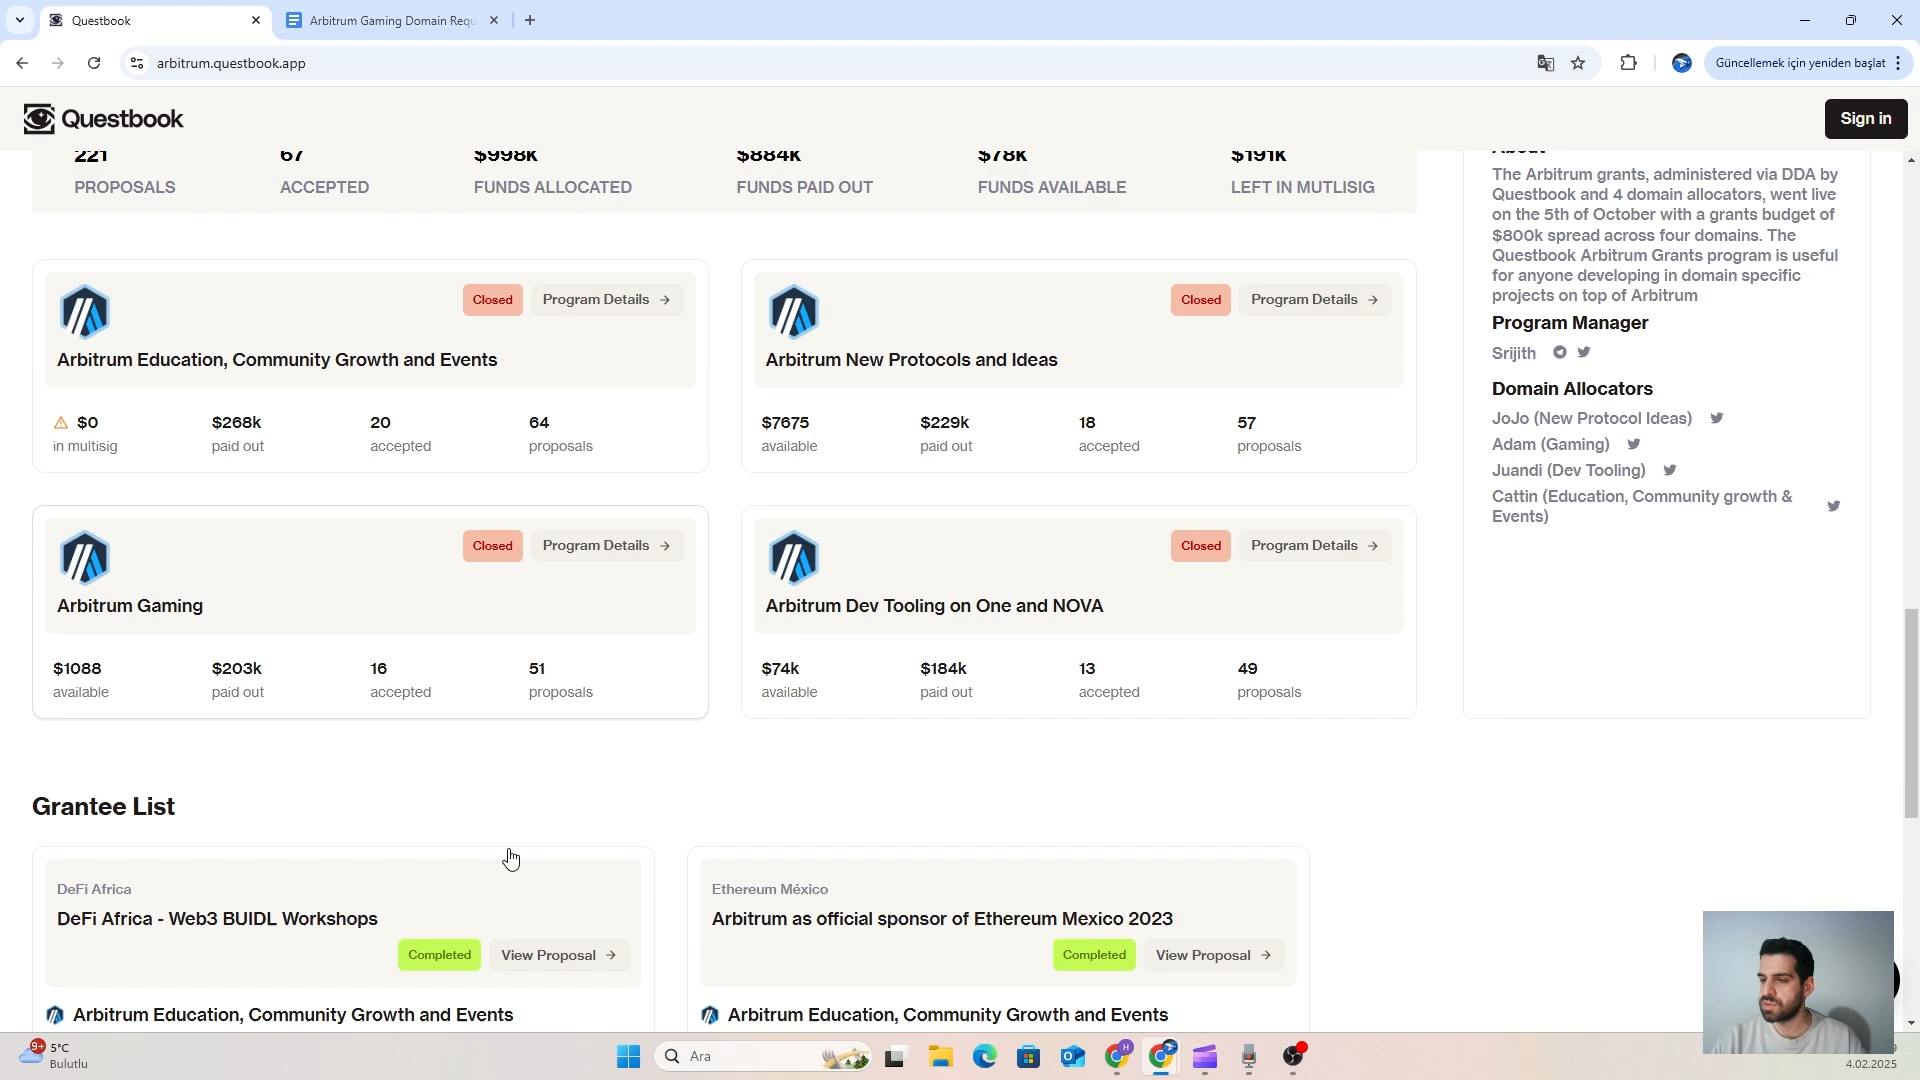 Questbook
Arbitrum Gaming Domain Requ
arbitrum.questbook.app
Güncellemek için yeniden başlat
Questbook
Sign in
221
67
$998K
$884K
$78K
$191K
PROPOSALS
ACCEPTED
FUNDS ALLOCATED
FUNDS PAID OUT
FUNDS AVAILABLE
LEFT IN MUTLISIG
About
The Arbitrum grants, administered via DDA by
Questbook and 4 domain allocators, went live
on the 5th of October with a grants budget of
$800k spread across four domains. The
Questbook Arbitrum Grants program is useful
for anyone developing in domain specific
projects on top of Arbitrum
Program Manager
Srijith
Domain Allocators
JoJo (New Protocol Ideas)
Adam (Gaming)
Juandi (Dev Tooling)
Cattin (Education, Community growth &
Events)
Closed
Program Details
Arbitrum Education, Community Growth and Events
$0
$268k
20
64
in multisig
paid out
accepted
proposals
Closed
Program Details
Arbitrum New Protocols and Ideas
$7675
$229k
18
57
available
paid out
accepted
proposals
Closed
Program Details
Arbitrum Gaming
$1088
$203k
16
51
available
paid out
accepted
proposals
Closed
Program Details
Arbitrum Dev Tooling on One and NOVA
$74k
$184k
13
49
available
paid out
accepted
proposals
Grantee List
DeFi Africa
DeFi Africa - Web3 BUIDL Workshops
Completed
View Proposal
Arbitrum Education, Community Growth and Events
Ethereum México
Arbitrum as official sponsor of Ethereum Mexico 2023
Completed
View Proposal
Arbitrum Education, Community Growth and Events
9+
5°C
Bulutlu
Ara
H
4.02.2025